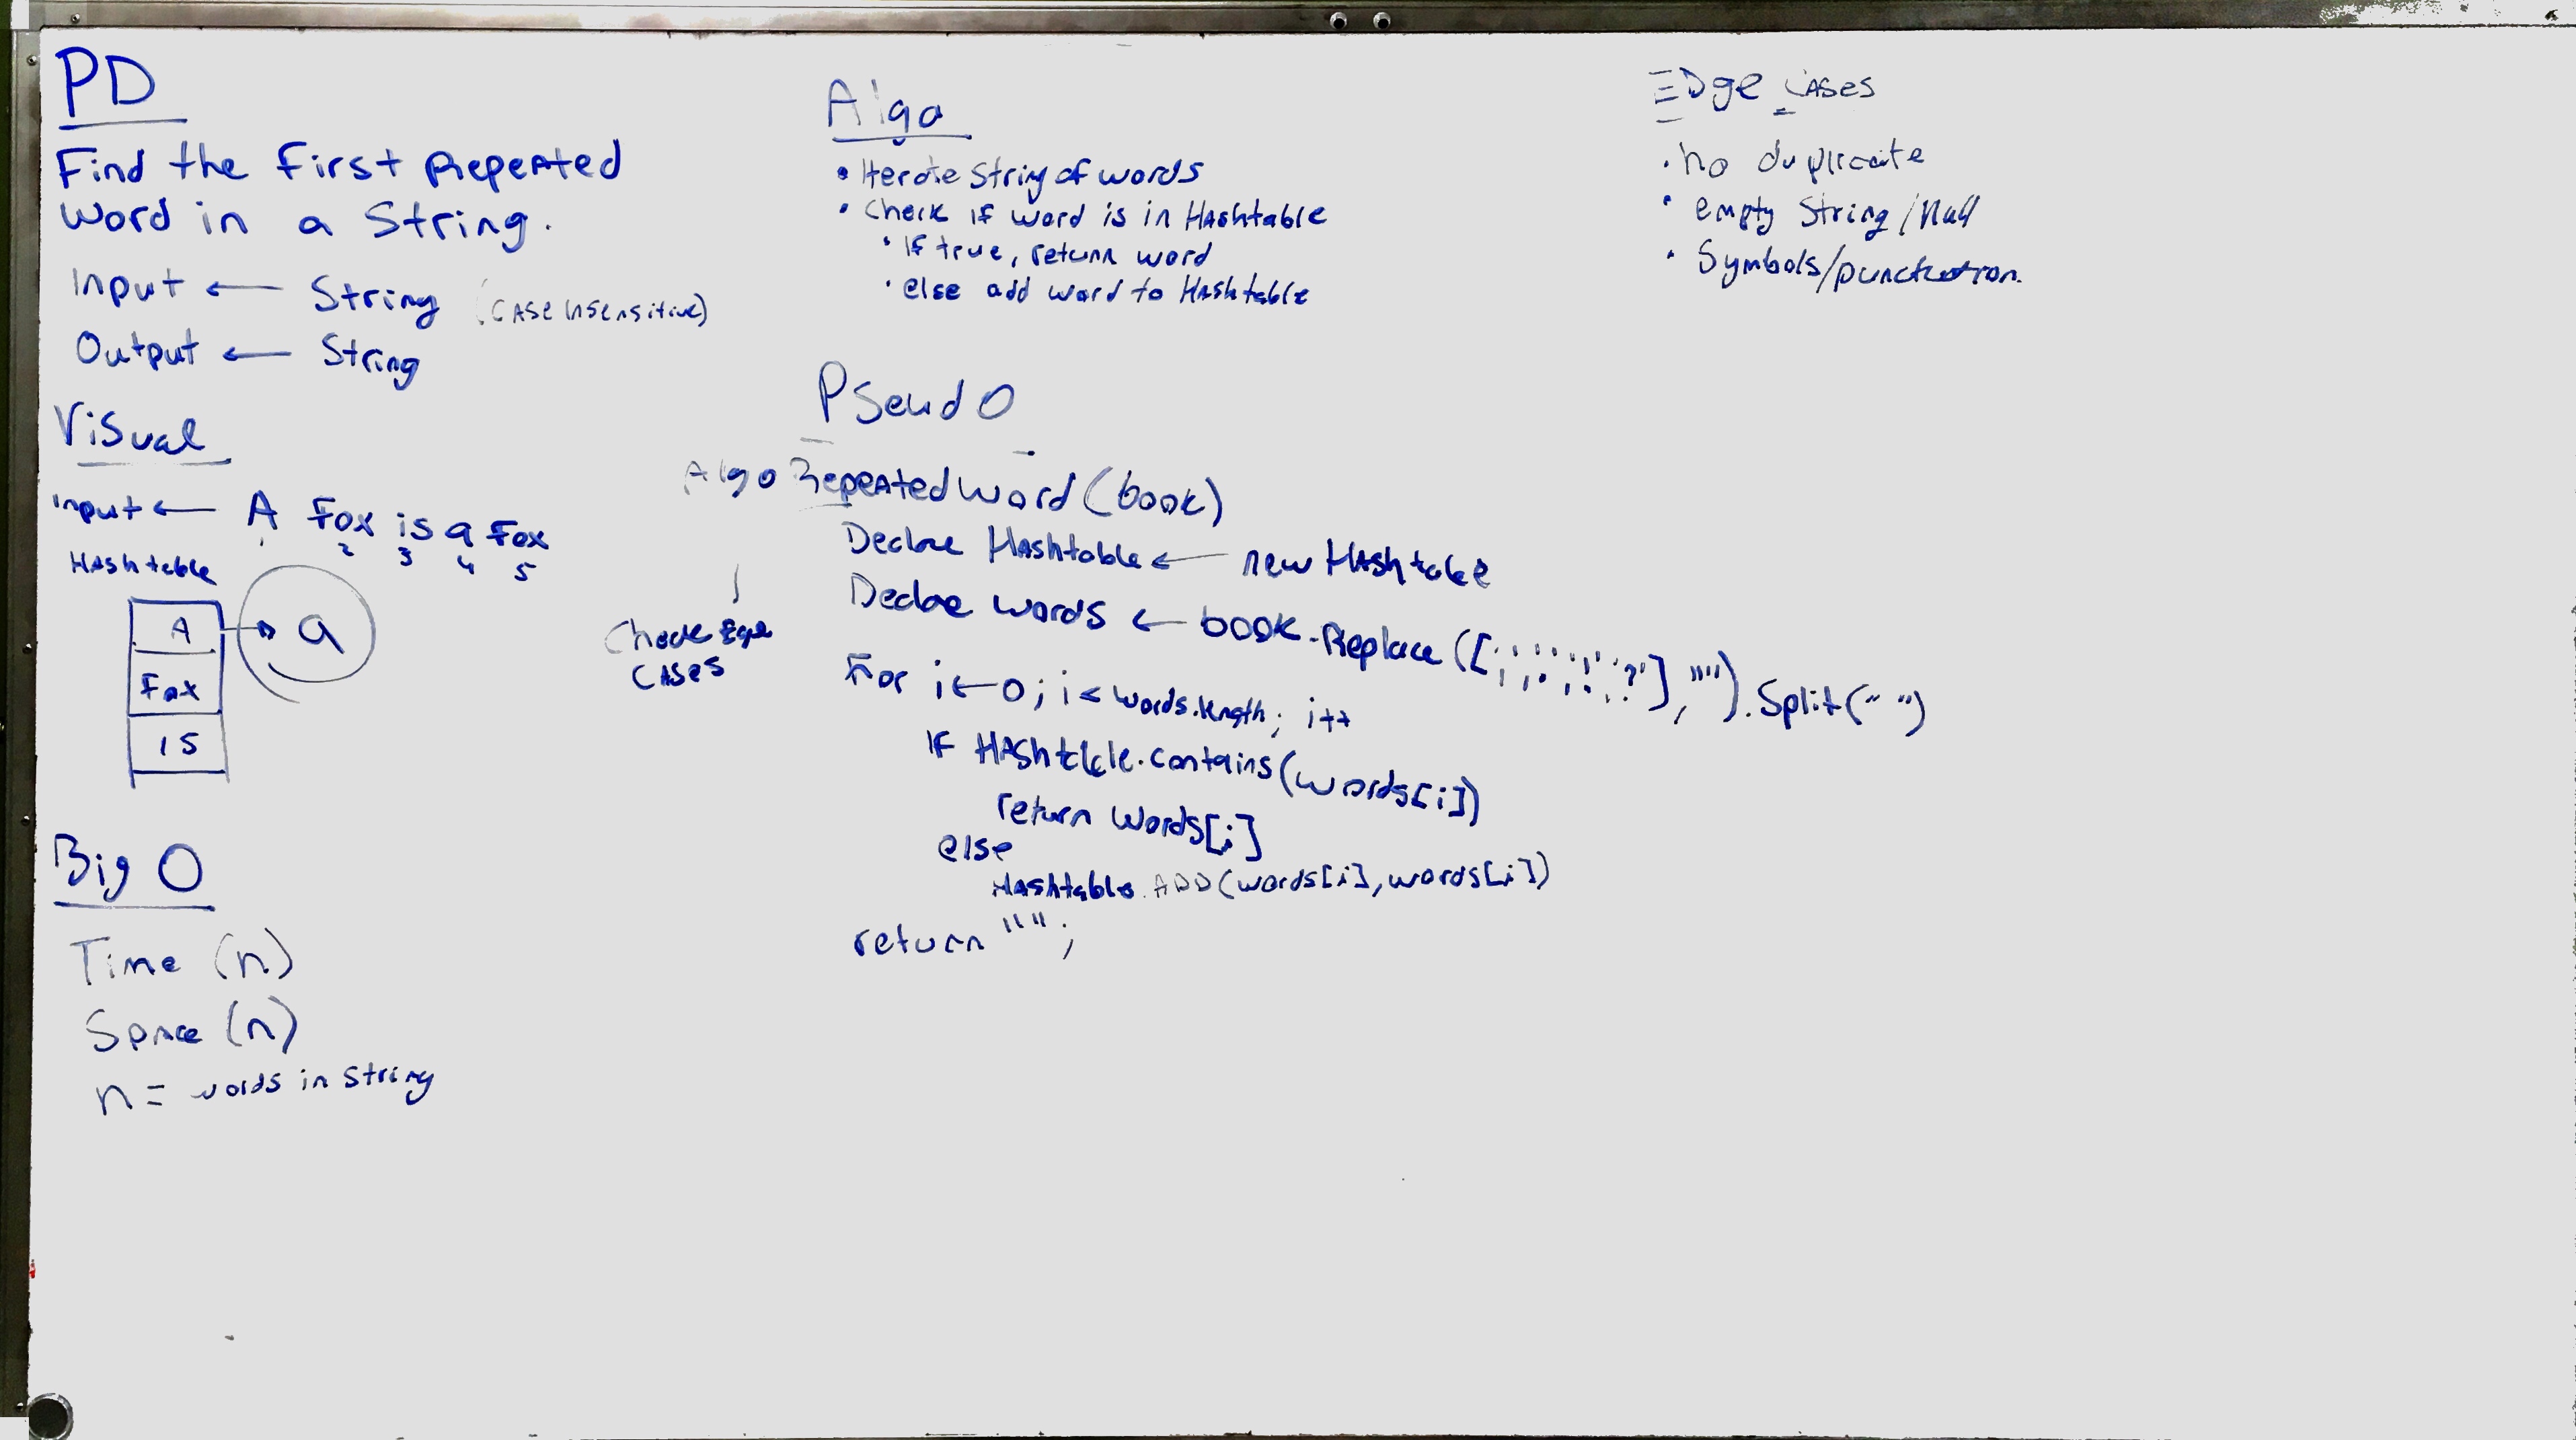 PD
Find the first Repeated
word in a String.
Input ← String (CASE Insensitive)
Output ← String
Visual
Input ← A Fox is a Fox
2 3 4 5
Hashtable
A → a
Fox
is
Big O
Time (n)
Space (n)
n = words in string
Algo
• Iterate String of words
• Check if word is in Hashtable
• If true, return word
• else add word to Hashtable
Pseudo
Algo RepeatedWord (book)
Declare Hashtable ← new Hashtable
Check Edge
CASES
Declare words ← book.Replace ([ ], "").Split(" ")
For i ← 0; i < words.length; i++
If Hashtable.contains(words[i])
return words[i]
else
Hashtable.ADD(words[i], words[i])
return "";
Edge Cases
• no duplicate
• empty String/Null
• Symbols/punctuation.